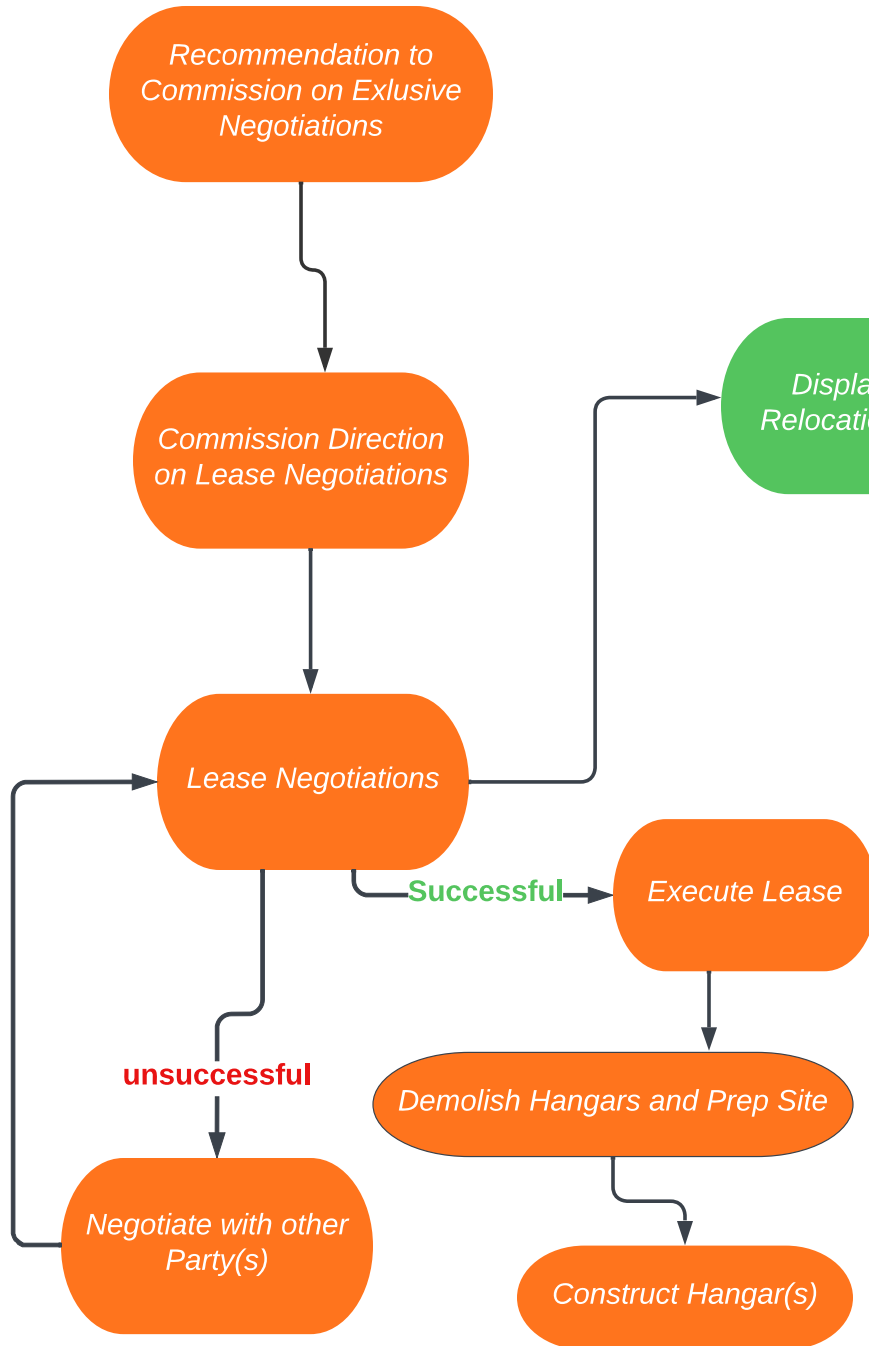 Recommendation to
Commission on Exlusive
Negotiations
Commission Direction
on Lease Negotiations
Lease Negotiations
Successful
Execute Lease
unsuccessful
Demolish Hangars and Prep Site
Negotiate with other
Party(s)
Construct Hangar(s)